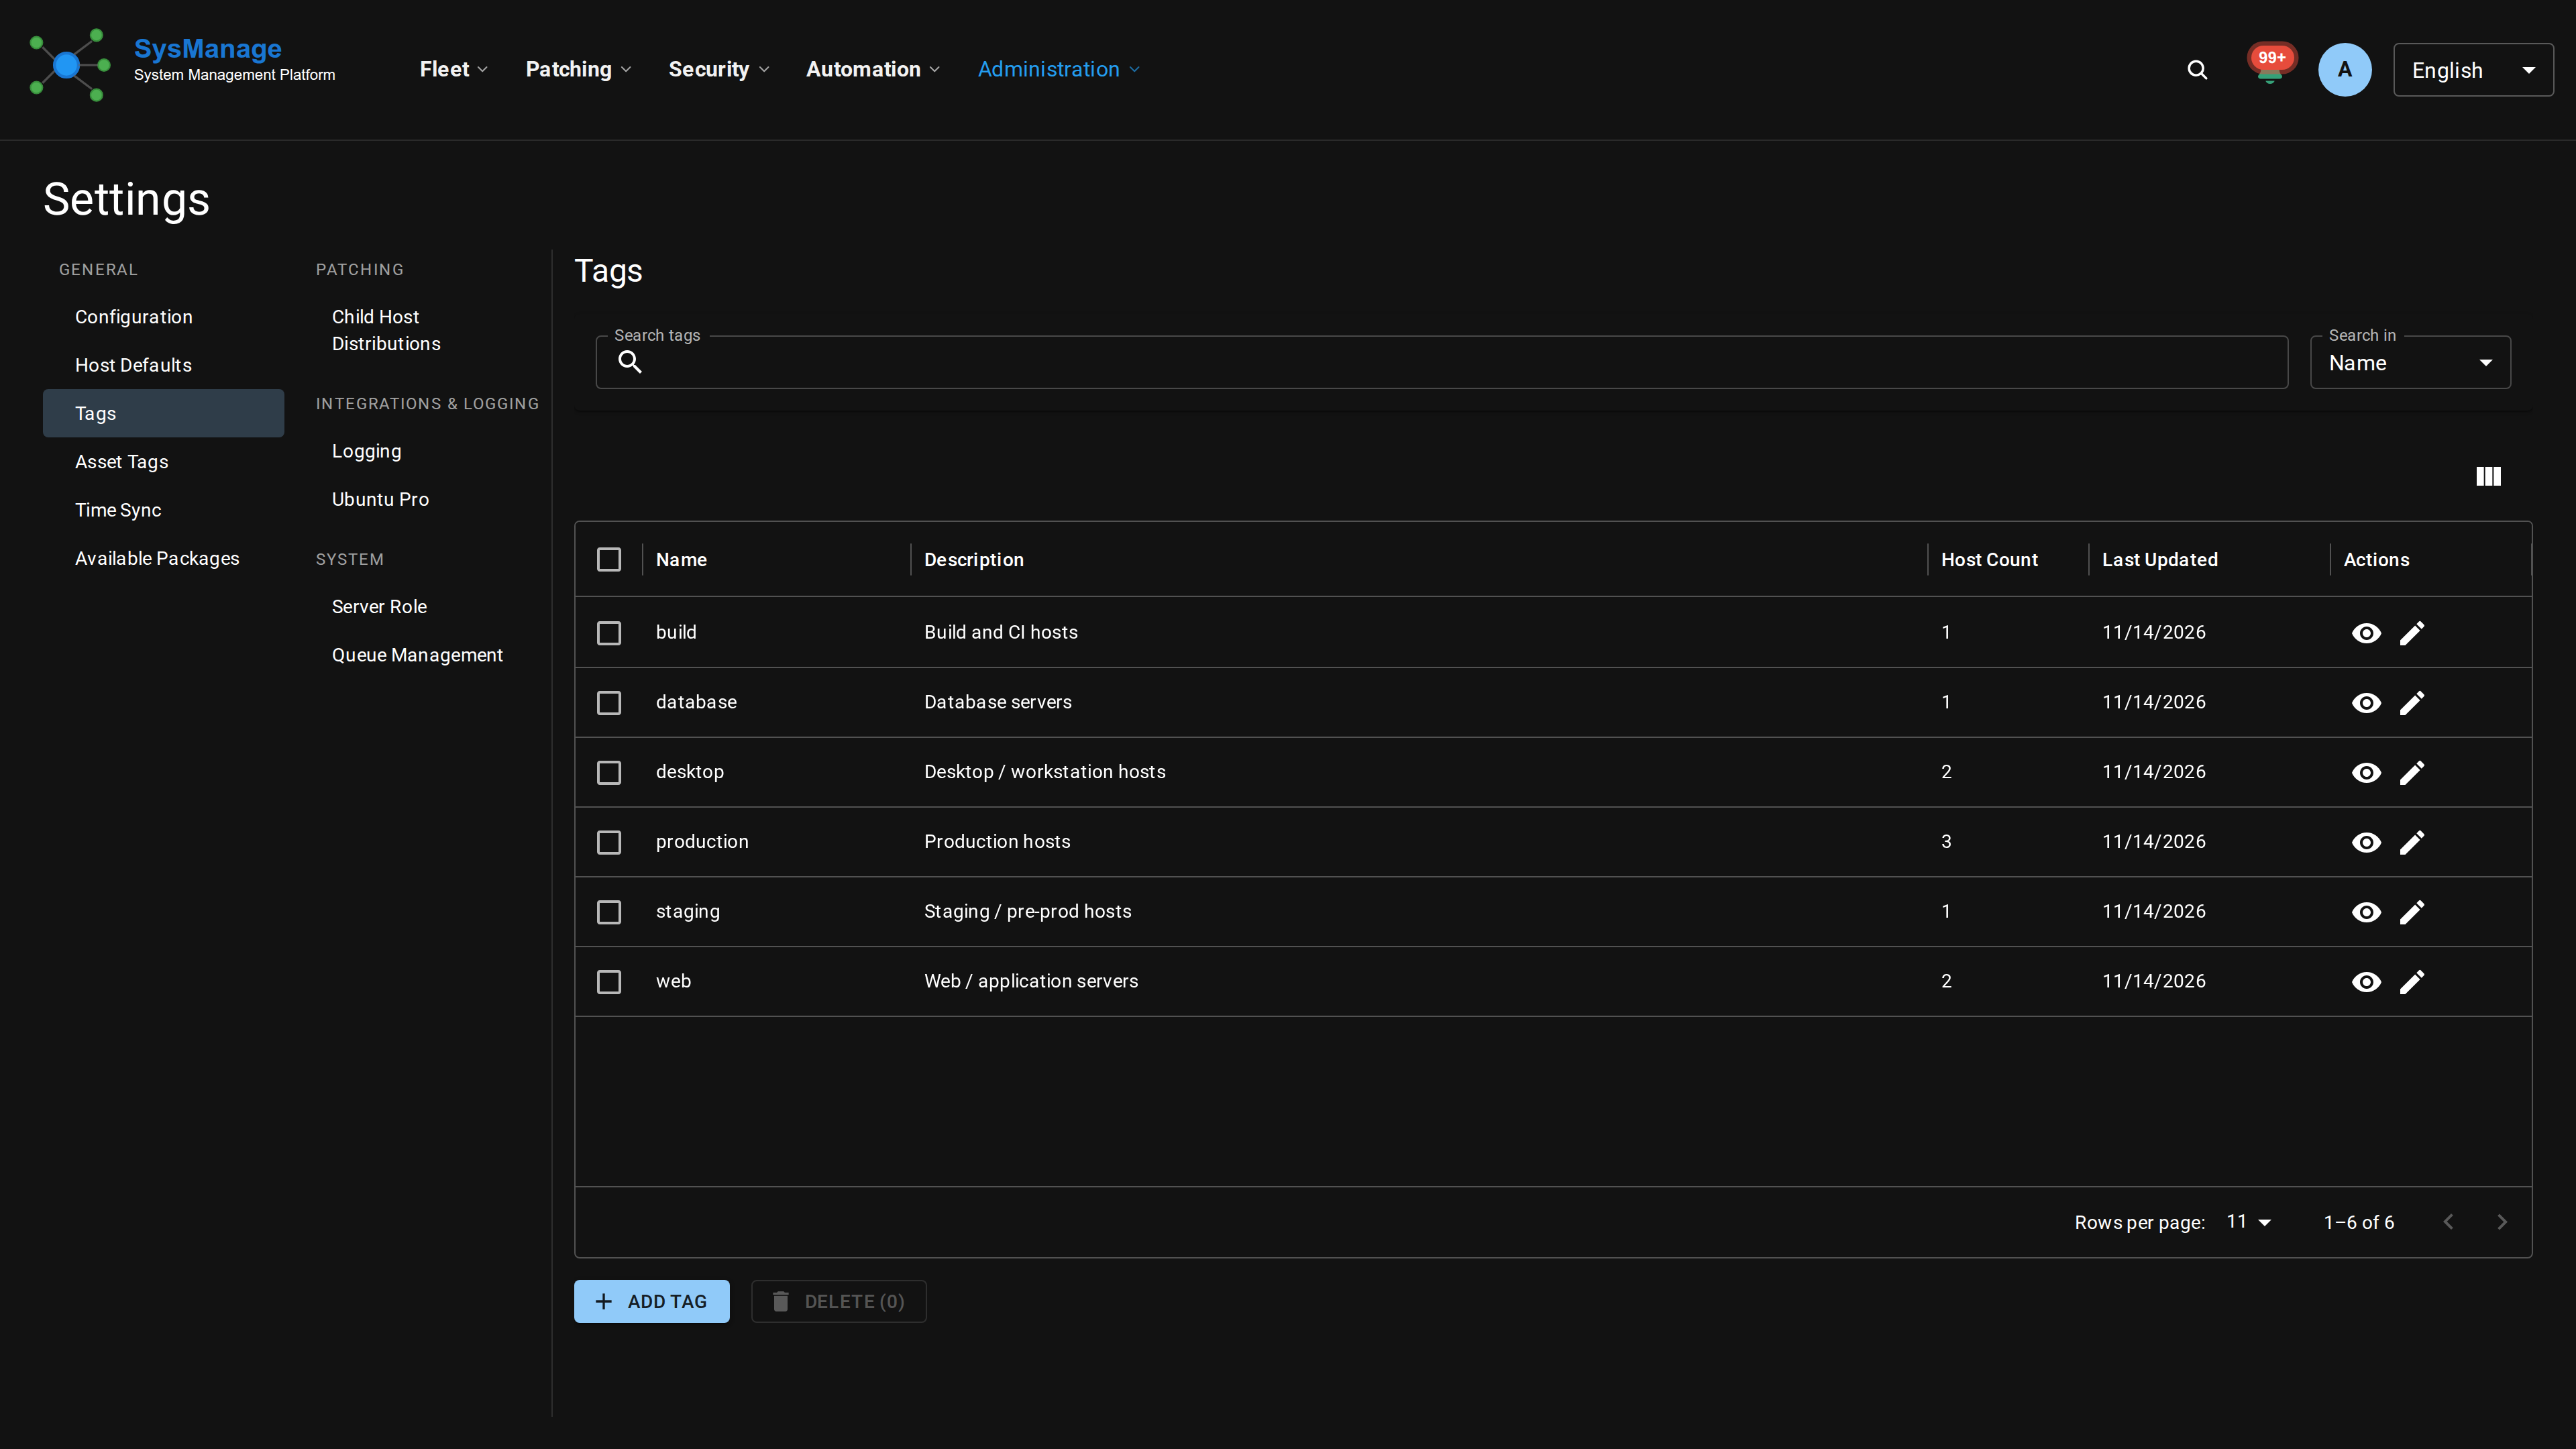 SysManage
System Management Platform
Fleet
Patching
Security
Automation
Administration
99+
A
English
Settings
GENERAL
Configuration
Host Defaults
Tags
Asset Tags
Time Sync
Available Packages
PATCHING
Child Host
Distributions
INTEGRATIONS & LOGGING
Logging
Ubuntu Pro
SYSTEM
Server Role
Queue Management
Tags
Search tags
Search in
Name
Name Description Host Count Last Updated Actions
build Build and CI hosts 1 11/14/2026
database Database servers 1 11/14/2026
desktop Desktop / workstation hosts 2 11/14/2026
production Production hosts 3 11/14/2026
staging Staging / pre-prod hosts 1 11/14/2026
web Web / application servers 2 11/14/2026
Rows per page: 11 1–6 of 6
ADD TAG
DELETE (0)